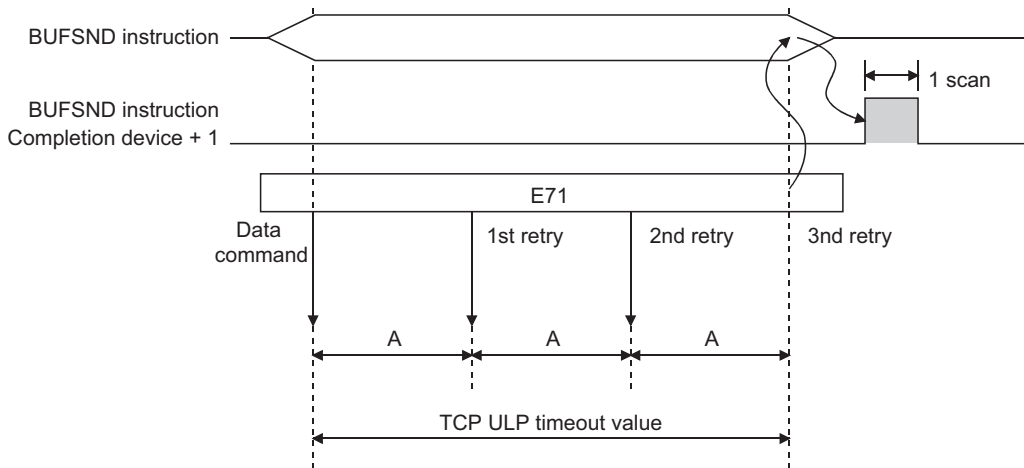 BUFSND instruction
1 scan
BUFSND instruction
Completion device + 1
E71
Data
command
1st retry
2nd retry
3nd retry
A
A
A
TCP ULP timeout value